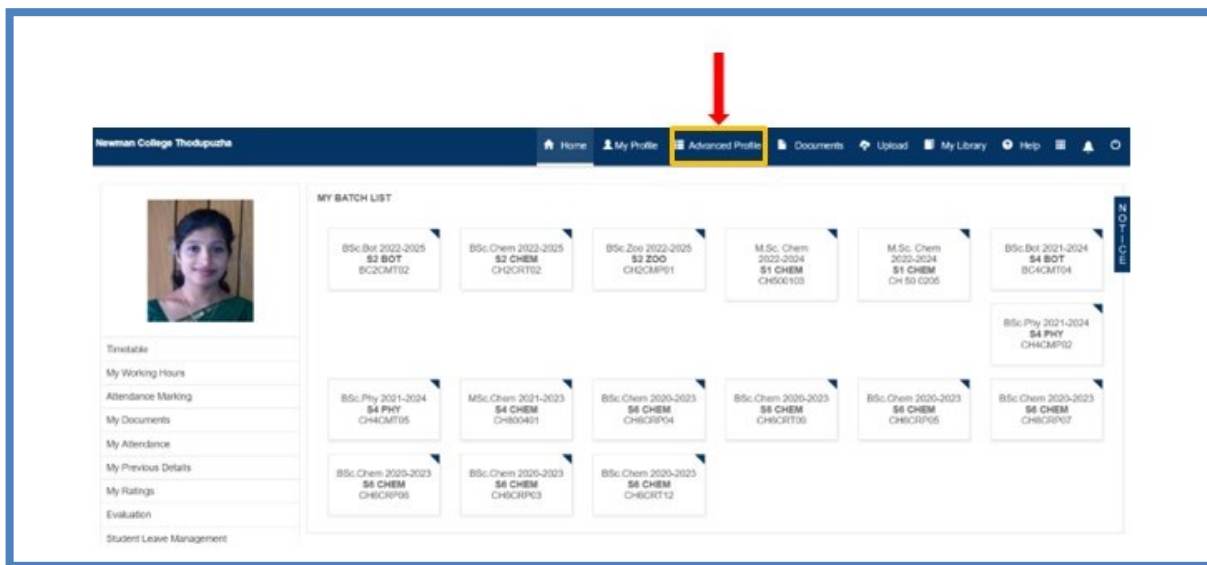 Newman College Thodupuzha
Home My Profile Advanced Profile Documents Upload My Library Help
MY BATCH LIST
NOTICE
BSc.Bot 2022-2025
S2 BOT
BC2CMT02
BSc.Chem 2022-2025
S2 CHEM
CH2CRT02
BSc.Zoo 2022-2025
S2 ZOO
CH2CMP01
M.Sc. Chem
2022-2024
S1 CHEM
CH500103
M.Sc. Chem
2022-2024
S1 CHEM
CH 50 0205
BSc.Bot 2021-2024
S4 BOT
BC4CMT04
BSc.Phy 2021-2024
S4 PHY
CH4CMP02
BSc.Phy 2021-2024
S4 PHY
CH4CMT05
MSc.Chem 2021-2023
S4 CHEM
CH800401
BSc.Chem 2020-2023
S6 CHEM
CH6CRP04
BSc.Chem 2020-2023
S6 CHEM
CH6CRT09
BSc.Chem 2020-2023
S6 CHEM
CH6CRP05
BSc.Chem 2020-2023
S6 CHEM
CH6CRP07
BSc.Chem 2020-2023
S6 CHEM
CH6CRP06
BSc.Chem 2020-2023
S6 CHEM
CH6CRP03
BSc.Chem 2020-2023
S6 CHEM
CH6CRT12
Timetable
My Working Hours
Attendance Marking
My Documents
My Attendance
My Previous Details
My Ratings
Evaluation
Student Leave Management